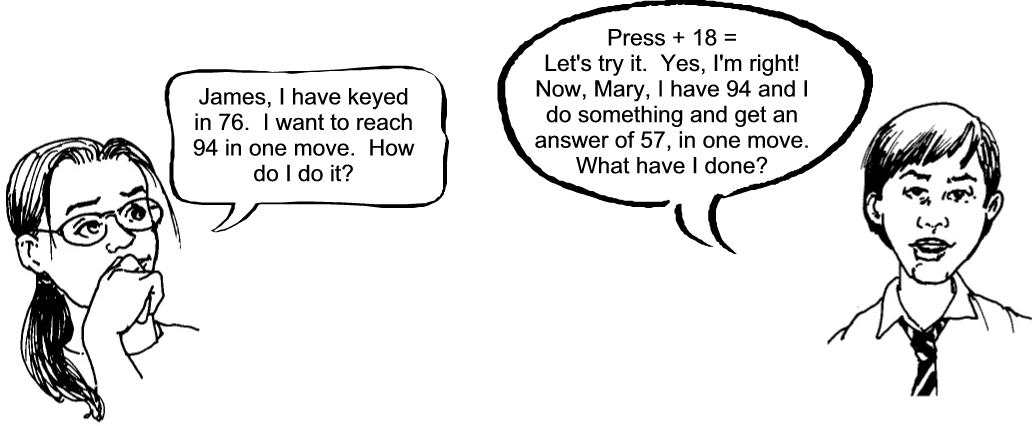 James, I have keyed
in 76.  I want to reach
94 in one move.  How
do I do it?
Press + 18 =
Let's try it.  Yes, I'm right!
Now, Mary, I have 94 and I
do something and get an
answer of 57, in one move.
What have I done?